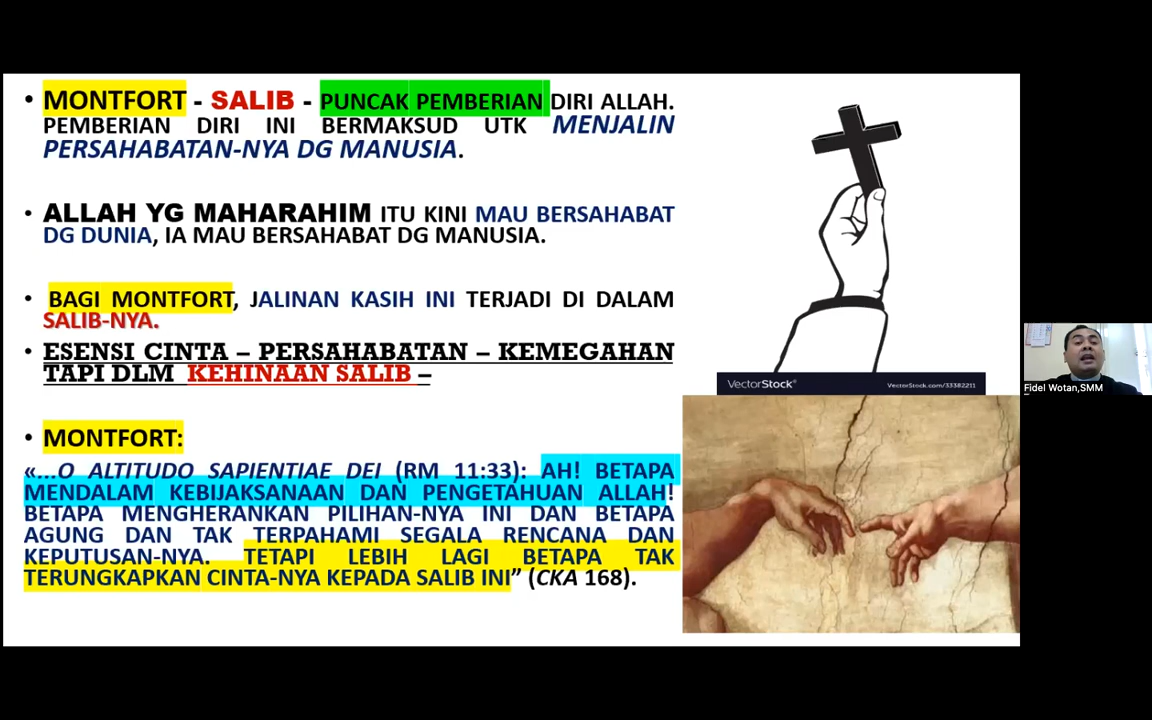 • MONTFORT - SALIB - PUNCAK PEMBERIAN DIRI ALLAH.
PEMBERIAN DIRI INI BERMAKSUD UTK MENJALIN
PERSAHABATAN-NYA DG MANUSIA.
• ALLAH YG MAHARAHIM ITU KINI MAU BERSAHABAT
DG DUNIA, IA MAU BERSAHABAT DG MANUSIA.
• BAGI MONTFORT, JALINAN KASIH INI TERJADI DI DALAM
SALIB-NYA.
• ESENSI CINTA – PERSAHABATAN – KEMEGAHAN
TAPI DLM KEHINAAN SALIB –
• MONTFORT:
«...O ALTITUDO SAPIENTIAE DEI (RM 11:33): AH! BETAPA
MENDALAM KEBIJAKSANAAN DAN PENGETAHUAN ALLAH!
BETAPA MENGHERANKAN PILIHAN-NYA INI DAN BETAPA
AGUNG DAN TAK TERPAHAMI SEGALA RENCANA DAN
KEPUTUSAN-NYA. TETAPI LEBIH LAGI BETAPA TAK
TERUNGKAPKAN CINTA-NYA KEPADA SALIB INI” (CKA 168).
VectorStock®
VectorStock.com/33382211
Fidel Wotan,SMM